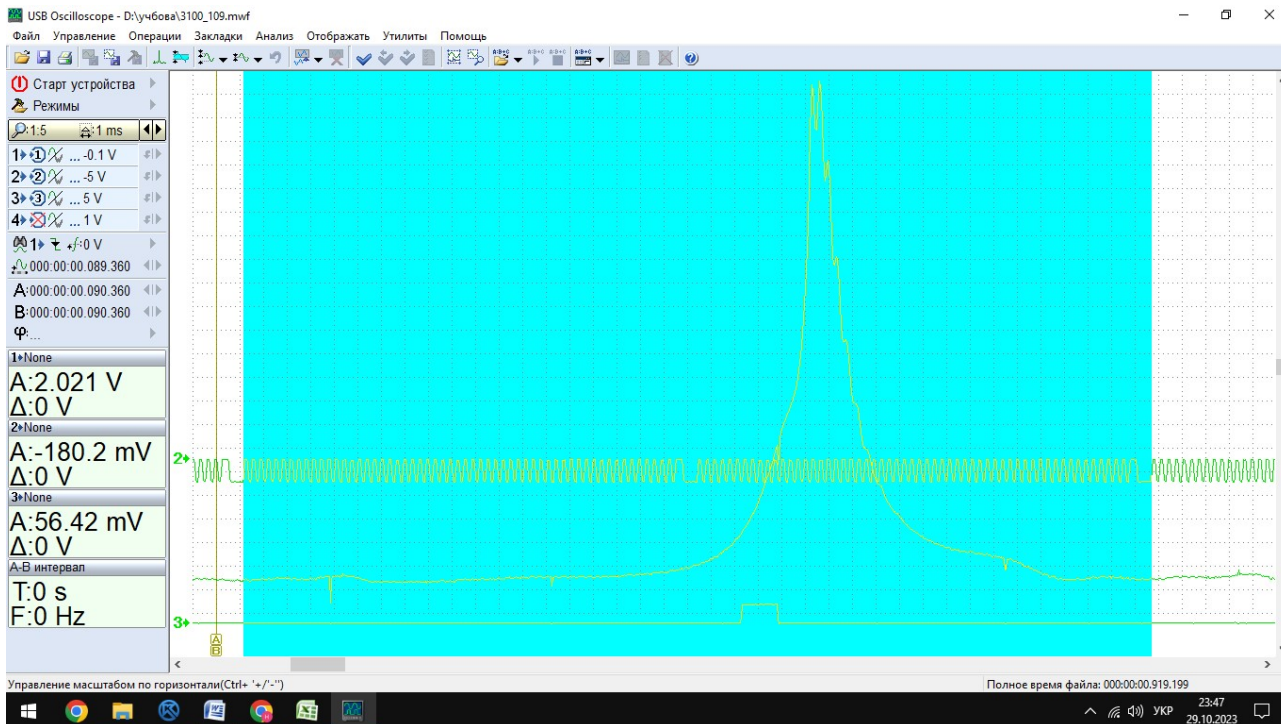 USB Oscilloscope - D:\учбова\3100_109.mwf
Файл Управление Операции Закладки Анализ Отображать Утилиты Помощь
Старт устройства
Режимы
1:5 1 ms
1 1 ... -0.1 V
2 2 ... -5 V
3 3 ... 5 V
4 ... 1 V
1 f:0 V
000:00:00.089.360
A:000:00:00.090.360
B:000:00:00.090.360
φ:...
1 None
A:2.021 V
Δ:0 V
2 None
A:-180.2 mV
Δ:0 V
3 None
A:56.42 mV
Δ:0 V
A-B интервал
T:0 s
F:0 Hz
2
3
A
B
Управление масштабом по горизонтали(Ctrl+ '+/'-'')
Полное время файла: 000:00:00.919.199
УКР
23:47
29.10.2023